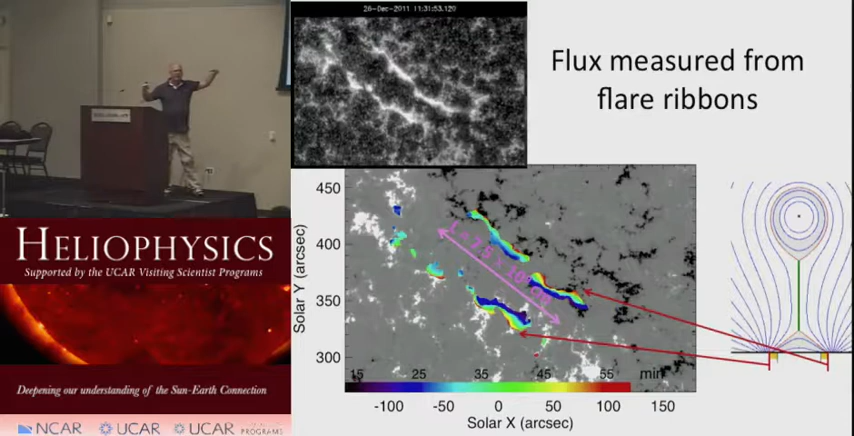 26-Dec-2011 11:31:53.120
Flux measured from
flare ribbons
HELIOPHYSICS
Supported by the UCAR Visiting Scientist Programs
Deepening our understanding of the Sun-Earth Connection
NCAR
UCAR
UCAR
PROGRAMS
Solar Y (arcsec)
450
400
350
300
15 25 35 45 55 min
-100 -50 0 50 100 150
Solar X (arcsec)